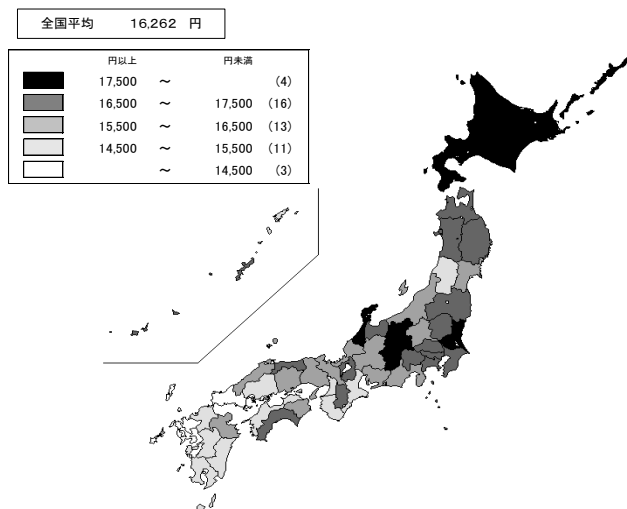 全国平均 16,262 円
円以上 円未満
17,500 ～ (4)
16,500 ～ 17,500 (16)
15,500 ～ 16,500 (13)
14,500 ～ 15,500 (11)
～ 14,500 (3)